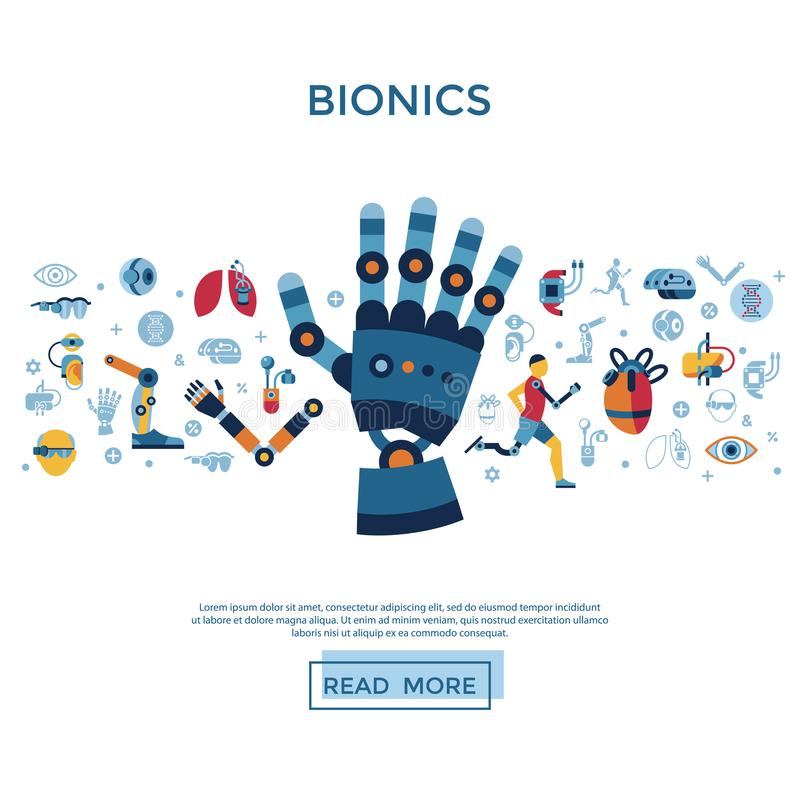 BIONICS
Lorem ipsum dolor sit amet, consectetur adipiscing elit, sed do eiusmod tempor incididunt
ut labore et dolore magna aliqua. Ut enim ad minim veniam, quis nostrud exercitation ullamco
laboris nisi ut aliquip ex ea commodo consequat.
READ MORE